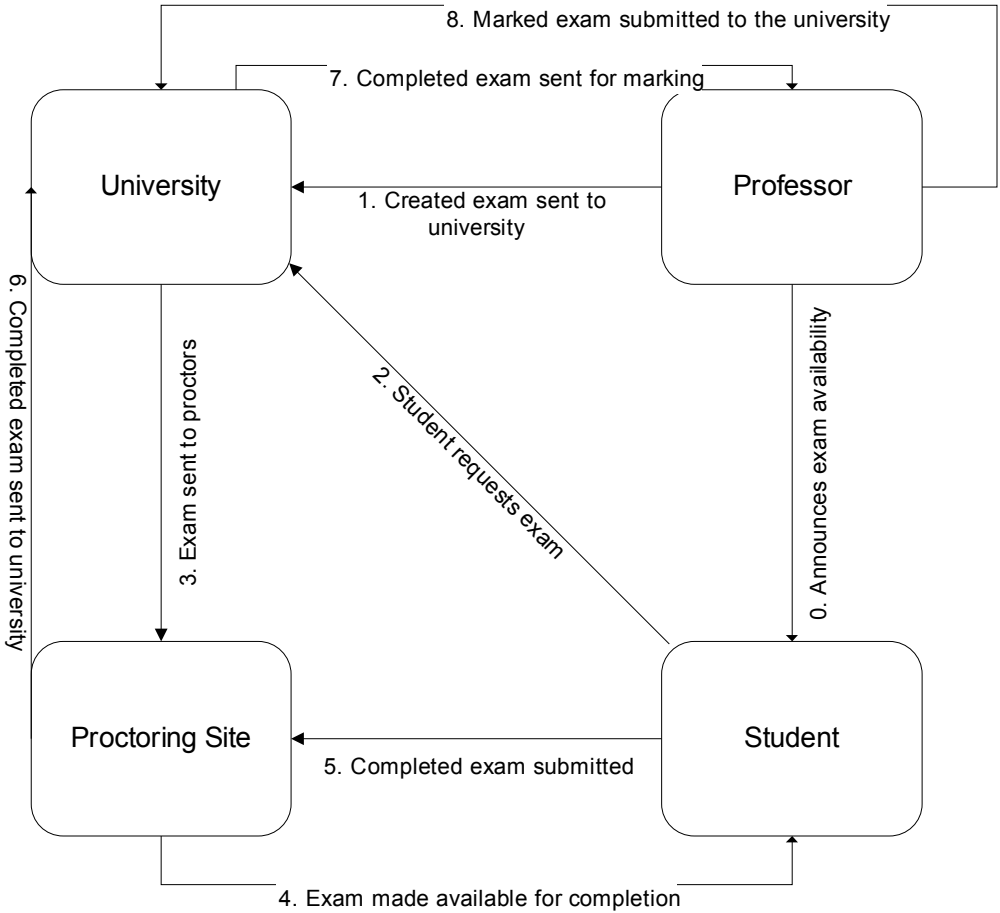 8. Marked exam submitted to the university
7. Completed exam sent for marking
University
Professor
1. Created exam sent to
university
6. Completed exam sent to university
3. Exam sent to proctors
2. Student requests exam
0. Announces exam availability
Proctoring Site
Student
5. Completed exam submitted
4. Exam made available for completion